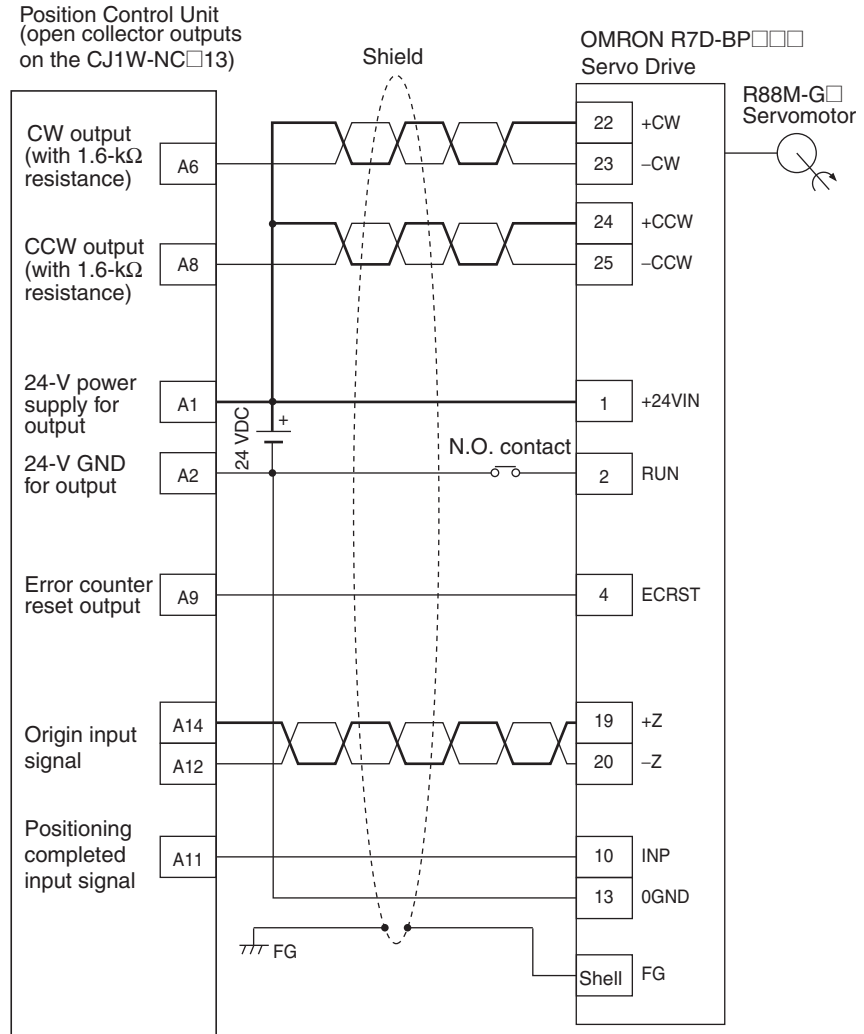 Position Control Unit
(open collector outputs
on the CJ1W-NC□13)
Shield
OMRON R7D-BP□□□
Servo Drive
R88M-G□
Servomotor
CW output
(with 1.6-kΩ
resistance)
A6
22 +CW
23 −CW
CCW output
(with 1.6-kΩ
resistance)
A8
24 +CCW
25 −CCW
24-V power
supply for
output
A1
1 +24VIN
24 VDC
+
24-V GND
for output
A2
N.O. contact
2 RUN
Error counter
reset output
A9
4 ECRST
Origin input
signal
A14
A12
19 +Z
20 −Z
Positioning
completed
input signal
A11
10 INP
13 0GND
FG
Shell FG